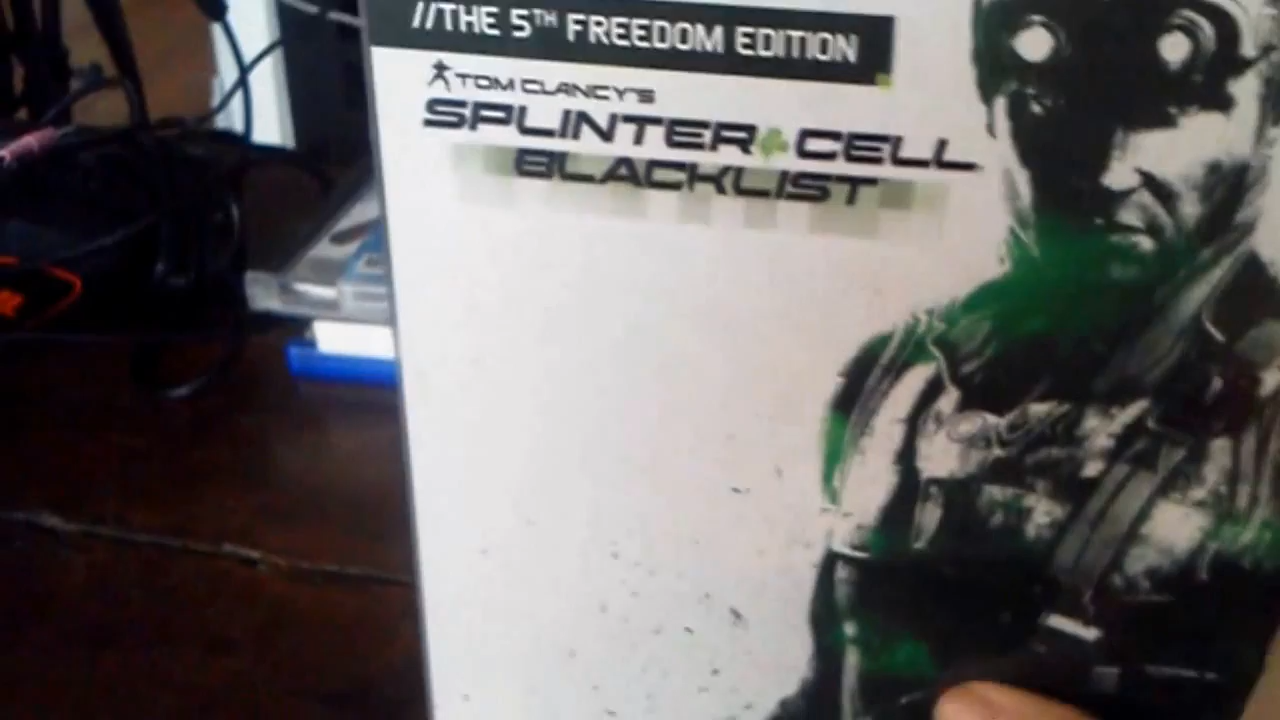 //THE 5TH FREEDOM EDITION
TOM CLANCY'S
SPLINTER CELL
BLACKLIST